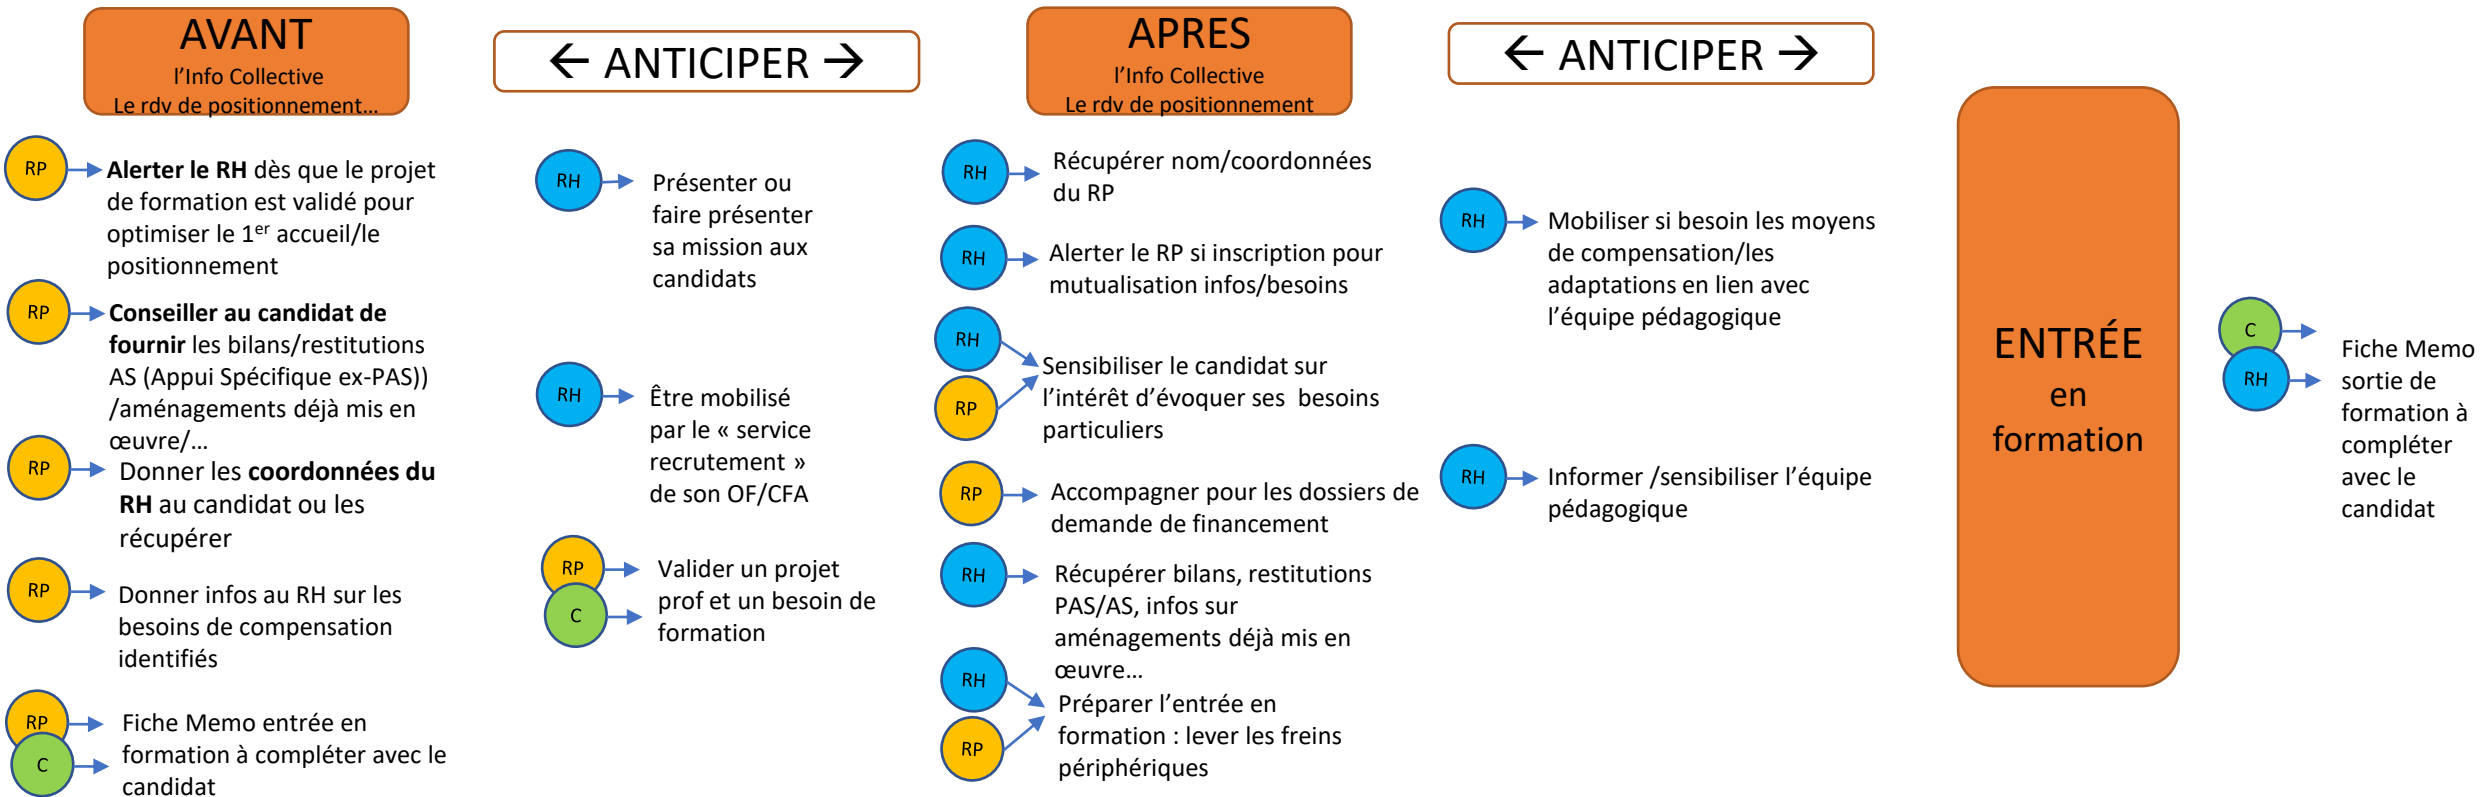 AVANT
l’Info Collective
Le rdv de positionnement…
RP
Alerter le RH dès que le projet
de formation est validé pour
optimiser le 1er accueil/le
positionnement
RP
Conseiller au candidat de
fournir les bilans/restitutions
AS (Appui Spécifique ex-PAS))
/aménagements déjà mis en
œuvre/…
RP
Donner les coordonnées du
RH au candidat ou les
récupérer
RP
Donner infos au RH sur les
besoins de compensation
identifiés
RP
C
Fiche Memo entrée en
formation à compléter avec le
candidat
← ANTICIPER →
RH
Présenter ou
faire présenter
sa mission aux
candidats
RH
Être mobilisé
par le « service
recrutement »
de son OF/CFA
RP
C
Valider un projet
prof et un besoin de
formation
APRES
l’Info Collective
Le rdv de positionnement
RH
Récupérer nom/coordonnées
du RP
RH
Alerter le RP si inscription pour
mutualisation infos/besoins
RH
RP
Sensibiliser le candidat sur
l’intérêt d’évoquer ses  besoins
particuliers
RP
Accompagner pour les dossiers de
demande de financement
RH
Récupérer bilans, restitutions
PAS/AS, infos sur
aménagements déjà mis en
œuvre…
RH
RP
Préparer l’entrée en
formation : lever les freins
périphériques
← ANTICIPER →
RH
Mobiliser si besoin les moyens
de compensation/les
adaptations en lien avec
l’équipe pédagogique
RH
Informer /sensibiliser l’équipe
pédagogique
ENTRÉE
en
formation
C
RH
Fiche Memo
sortie de
formation à
compléter
avec le
candidat